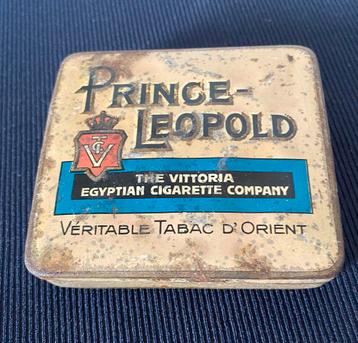 PRINCE-
LEOPOLD
THE VITTORIA
EGYPTIAN CIGARETTE COMPANY
VÉRITABLE TABAC D'ORIENT